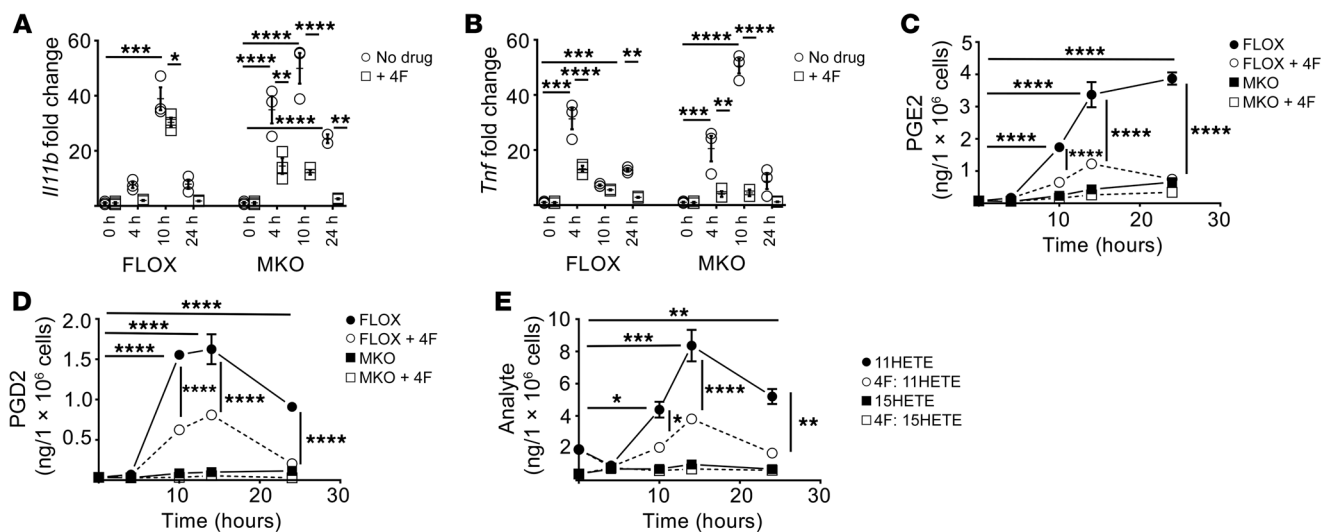 A
Il11b fold change
60
40
20
***
*
****
****
****
**
****
**
No drug
+ 4F
0 h
4 h
10 h
24 h
0 h
4 h
10 h
24 h
FLOX
MKO
B
Tnf fold change
60
40
20
***
***
****
**
****
***
**
****
No drug
+ 4F
0 h
4 h
10 h
24 h
0 h
4 h
10 h
24 h
FLOX
MKO
C
PGE2
(ng/1 × 10⁶ cells)
5
4
3
2
1
****
****
****
****
****
****
10
20
30
Time (hours)
FLOX
FLOX + 4F
MKO
MKO + 4F
D
PGD2
(ng/1 × 10⁶ cells)
2.0
1.5
1.0
0.5
****
****
****
****
****
****
10
20
30
Time (hours)
FLOX
FLOX + 4F
MKO
MKO + 4F
E
Analyte
(ng/1 × 10⁶ cells)
10
8
6
4
2
**
***
*
*
****
**
10
20
30
Time (hours)
11HETE
4F: 11HETE
15HETE
4F: 15HETE